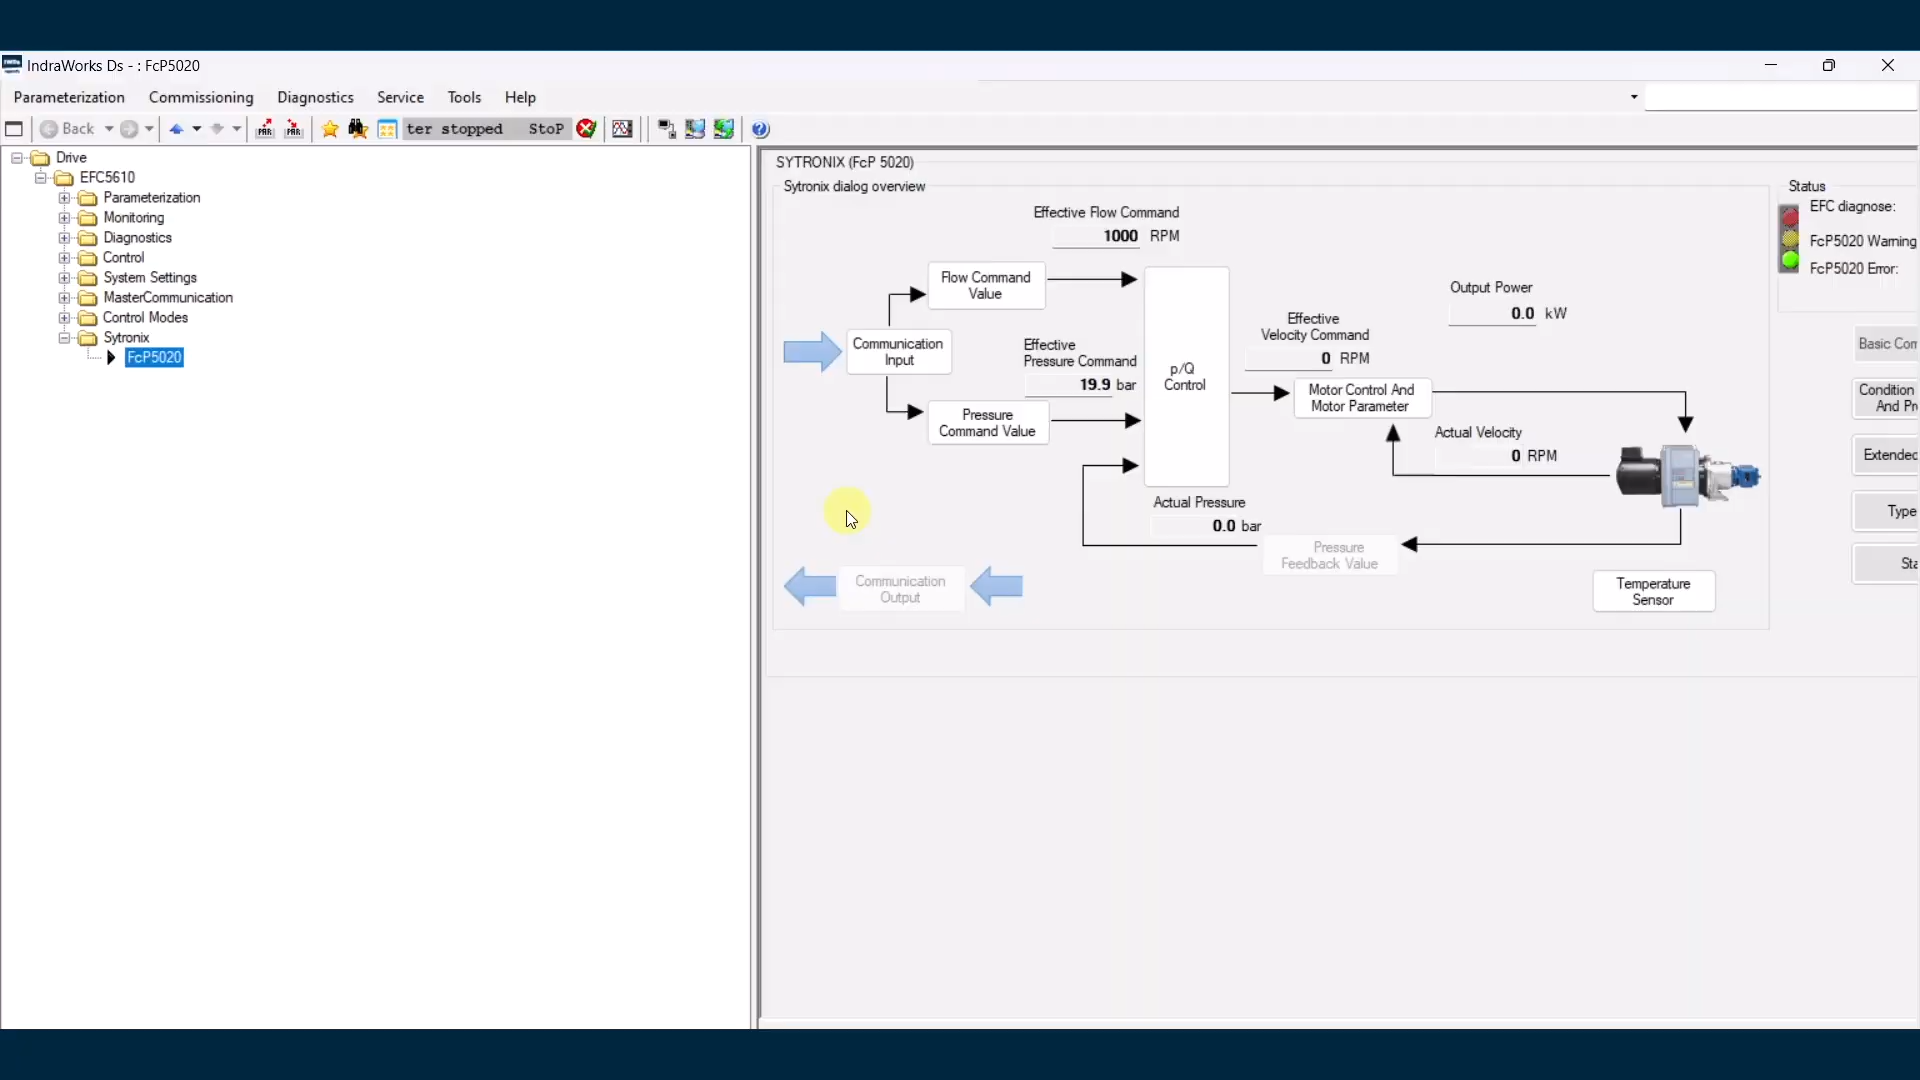 IndraWorks Ds - : FcP5020
Parameterization Commissioning Diagnostics Service Tools Help
Back ter stopped StoP
Drive
EFC5610
Parameterization
Monitoring
Diagnostics
Control
System Settings
MasterCommunication
Control Modes
Sytronix
FcP5020
SYTRONIX (FcP 5020)
Sytronix dialog overview
Effective Flow Command
1000 RPM
Flow Command
Value
Communication
Input
Effective
Pressure Command
19.9 bar
Pressure
Command Value
p/Q
Control
Effective
Velocity Command
0 RPM
Output Power
0.0 kW
Motor Control And
Motor Parameter
Actual Velocity
0 RPM
Actual Pressure
0.0 bar
Pressure
Feedback Value
Communication
Output
Temperature
Sensor
Status
EFC diagnose:
FcP5020 Warning
FcP5020 Error:
Basic Com
Condition
And Pr
Extended
Type
Sta